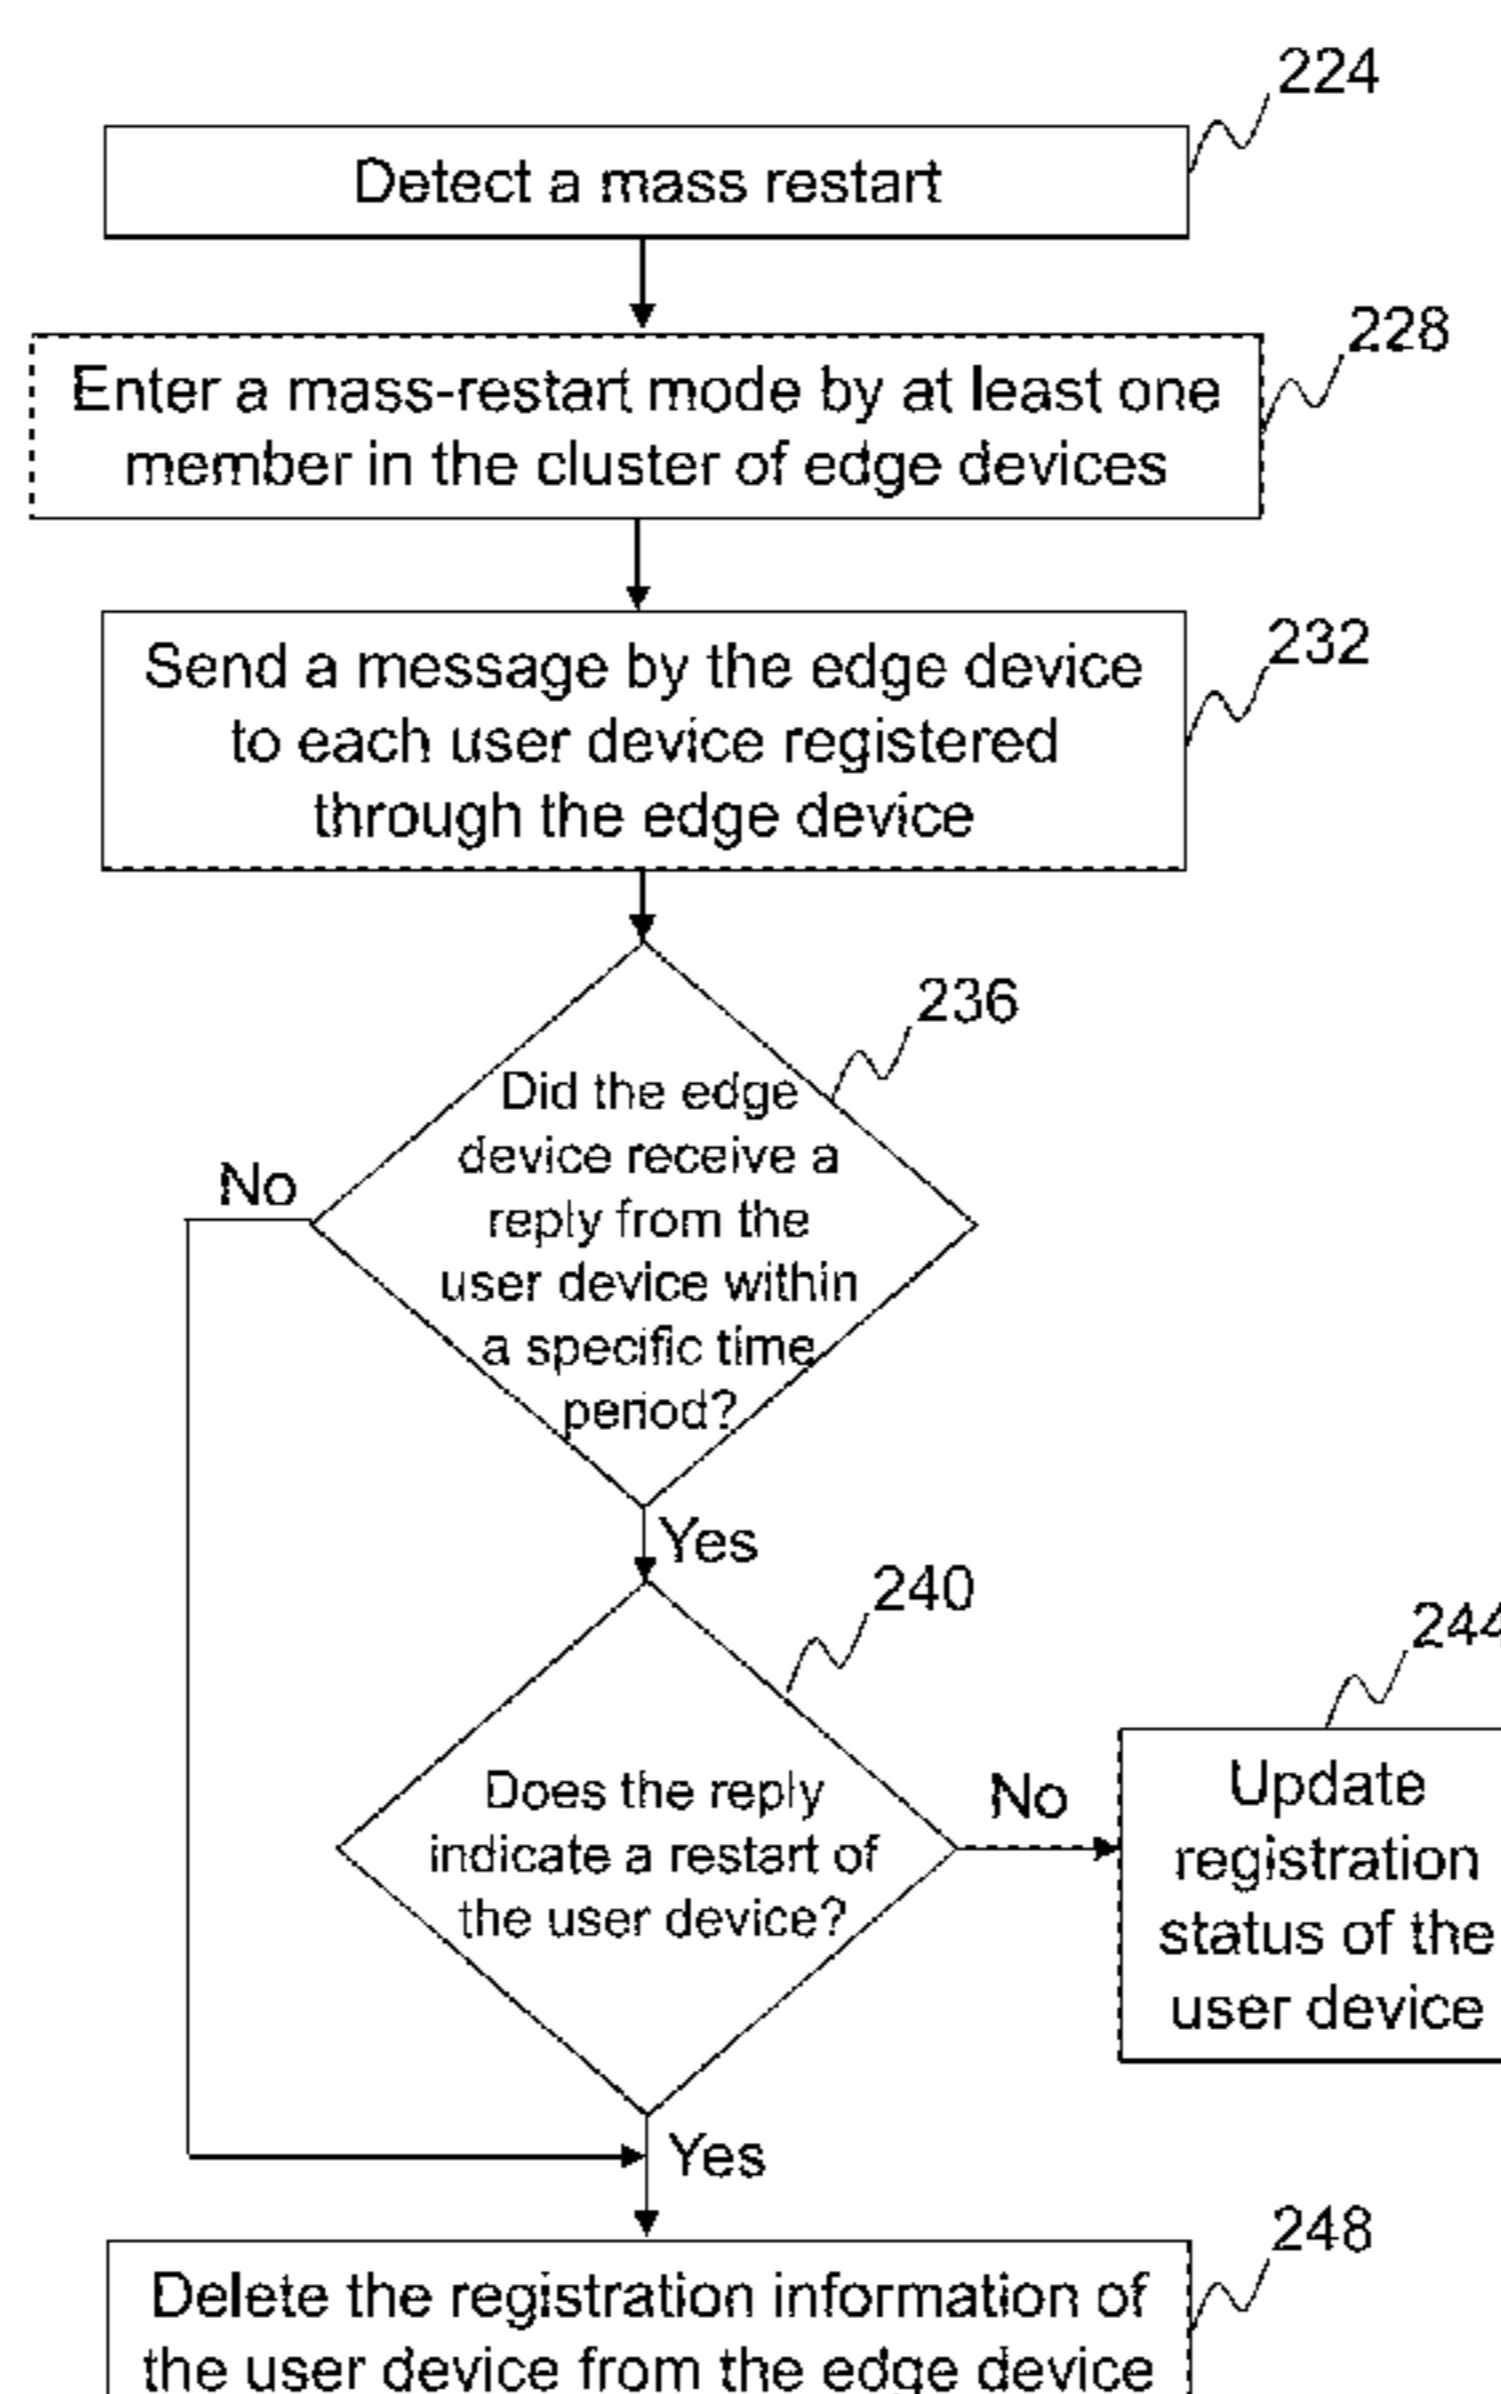 224
Detect a mass restart
228
Enter a mass-restart mode by at least one
member in the cluster of edge devices
232
Send a message by the edge device
to each user device registered
through the edge device
236
Did the edge
device receive a
reply from the
user device within
a specific time
period?
No
Yes
240
Does the reply
indicate a restart of
the user device?
No
244
Update
registration
status of the
user device
Yes
248
Delete the registration information of
the user device from the edge device